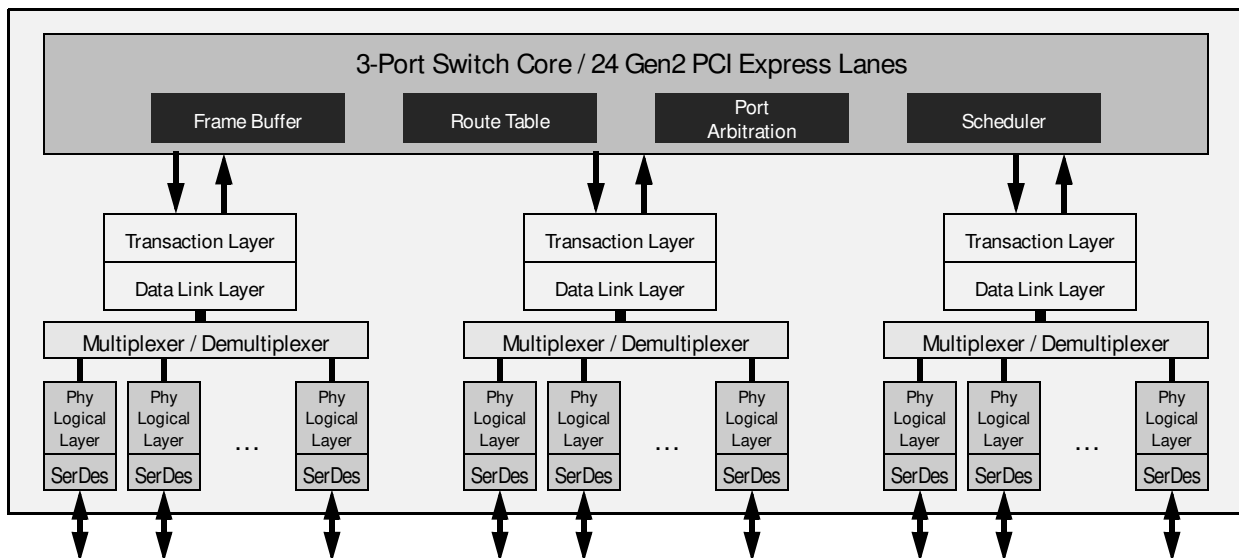 3-Port Switch Core / 24 Gen2 PCI Express Lanes
Frame Buffer
Route Table
Port
Arbitration
Scheduler
Transaction Layer
Data Link Layer
Multiplexer / Demultiplexer
Phy
Logical
Layer
SerDes
Phy
Logical
Layer
SerDes
...
Phy
Logical
Layer
SerDes
Transaction Layer
Data Link Layer
Multiplexer / Demultiplexer
Phy
Logical
Layer
SerDes
Phy
Logical
Layer
SerDes
...
Phy
Logical
Layer
SerDes
Transaction Layer
Data Link Layer
Multiplexer / Demultiplexer
Phy
Logical
Layer
SerDes
Phy
Logical
Layer
SerDes
...
Phy
Logical
Layer
SerDes